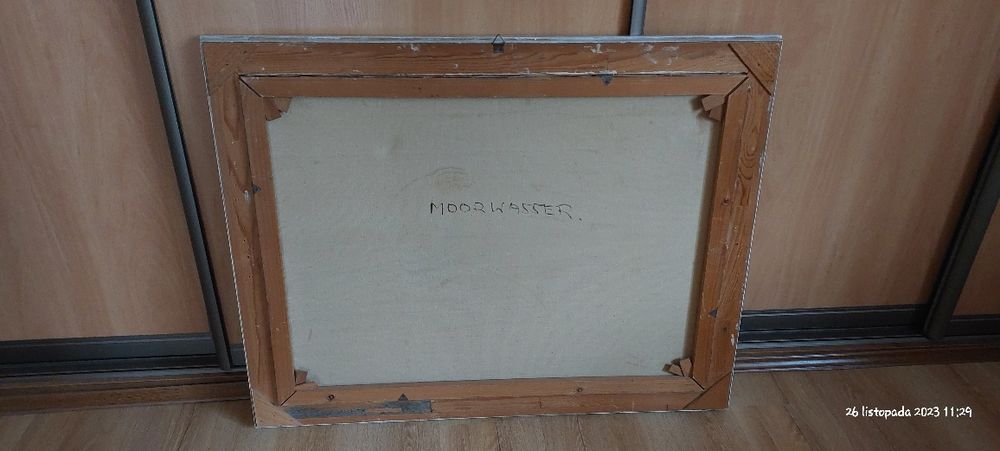 MOORWASSER.
26 listopada 2023 11:29